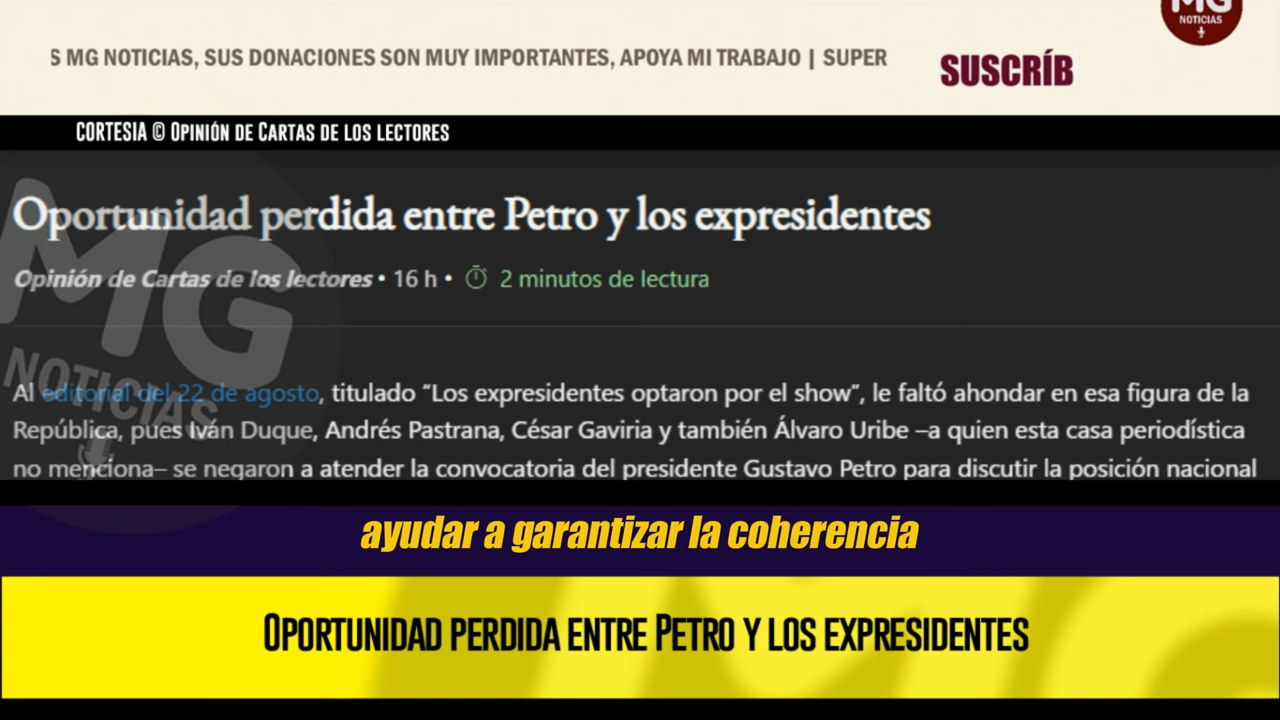 MG
NOTICIAS
S MG NOTICIAS, SUS DONACIONES SON MUY IMPORTANTES, APOYA MI TRABAJO | SUPER
SUSCRÍB
CORTESIA © OPINIÓN DE CARTAS DE LOS LECTORES
Oportunidad perdida entre Petro y los expresidentes
Opinión de Cartas de los lectores • 16 h • 2 minutos de lectura
MG
NOTICIAS
Al editorial del 22 de agosto, titulado “Los expresidentes optaron por el show”, le faltó ahondar en esa figura de la
República, pues Iván Duque, Andrés Pastrana, César Gaviria y también Álvaro Uribe –a quien esta casa periodística
no menciona– se negaron a atender la convocatoria del presidente Gustavo Petro para discutir la posición nacional
ayudar a garantizar la coherencia
OPORTUNIDAD PERDIDA ENTRE PETRO Y LOS EXPRESIDENTES